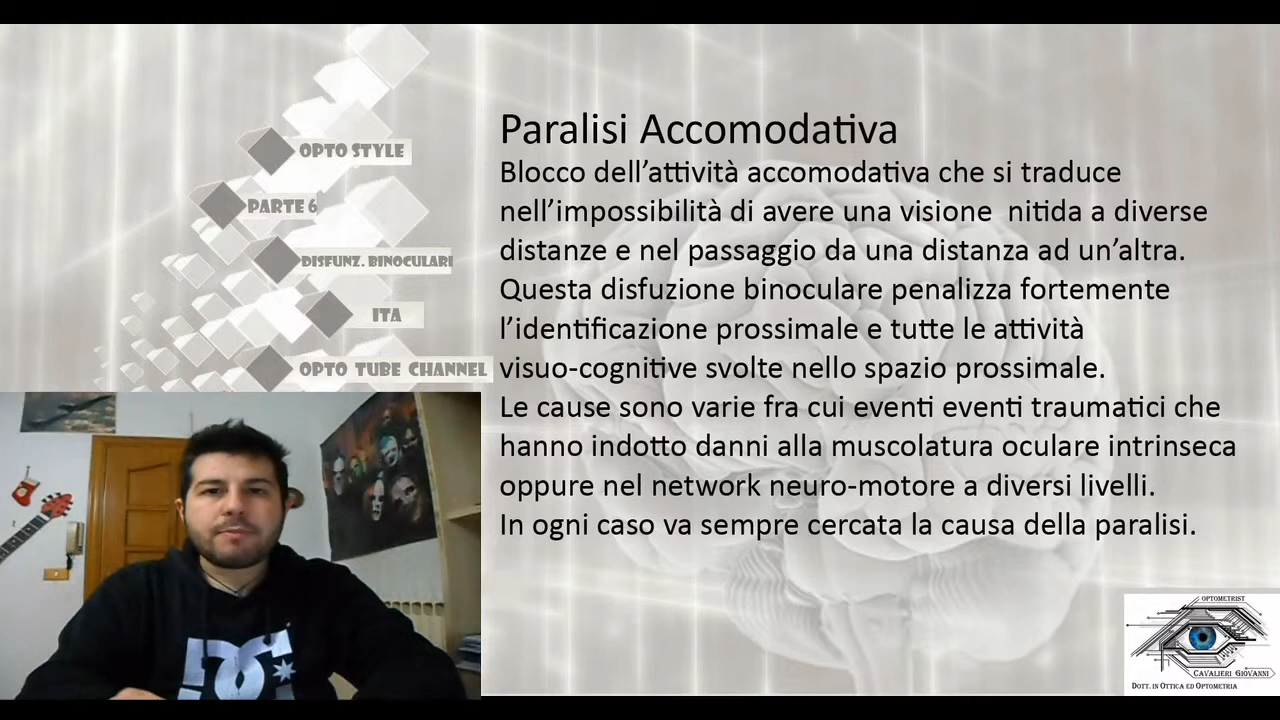 OPTO STYLE
PARTE 6
DISFUNZ. BINOCULARI
ITA
OPTO TUBE CHANNEL
Paralisi Accomodativa
Blocco dell'attività accomodativa che si traduce
nell'impossibilità di avere una visione nitida a diverse
distanze e nel passaggio da una distanza ad un'altra.
Questa disfuzione binoculare penalizza fortemente
l'identificazione prossimale e tutte le attività
visuo-cognitive svolte nello spazio prossimale.
Le cause sono varie fra cui eventi eventi traumatici che
hanno indotto danni alla muscolatura oculare intrinseca
oppure nel network neuro-motore a diversi livelli.
In ogni caso va sempre cercata la causa della paralisi.
DC
OPTOMETRIST
CAVALIERI GIOVANNI
DOTT. IN OTTICA ED OPTOMETRIA